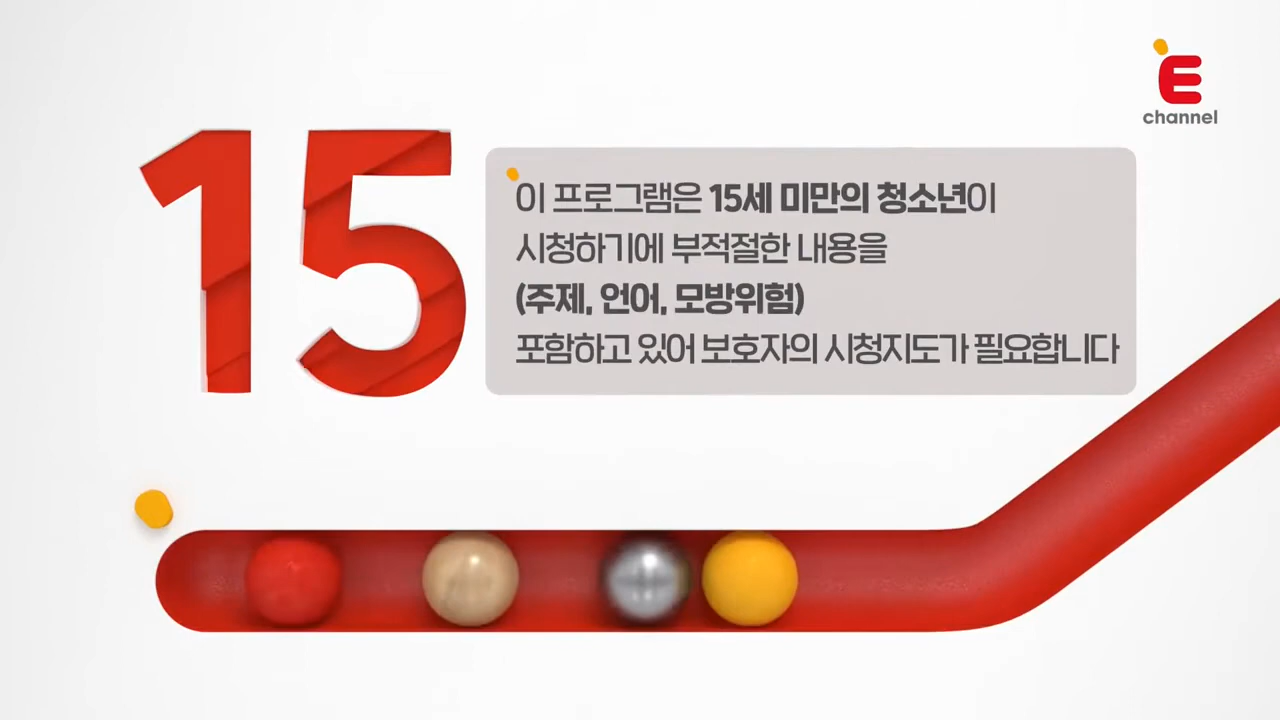 E
channel
15
이 프로그램은 15세 미만의 청소년이
시청하기에 부적절한 내용을
(주제, 언어, 모방위험)
포함하고 있어 보호자의 시청지도가 필요합니다